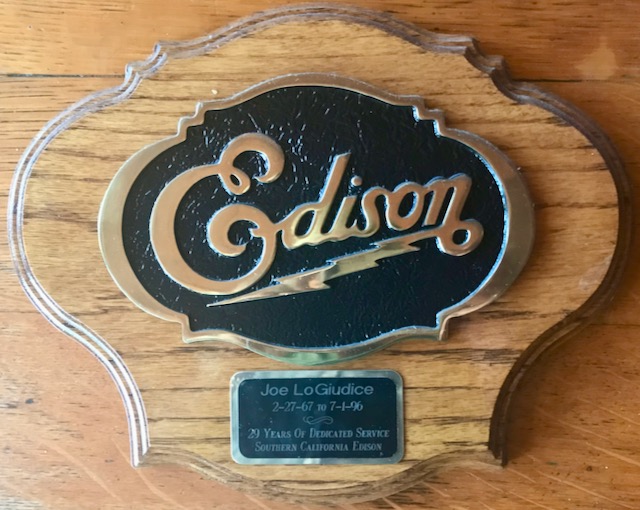 Edison
Joe LoGiudice
2-27-67 TO 7-1-96
29 YEARS OF DEDICATED SERVICE
SOUTHERN CALIFORNIA EDISON